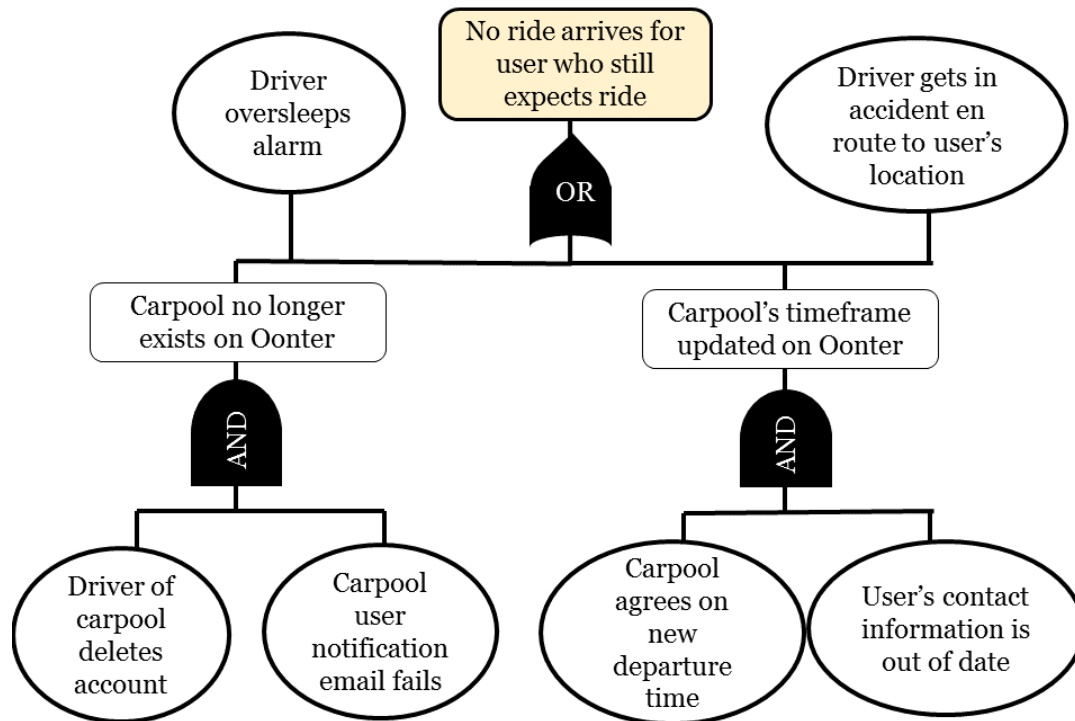 No ride arrives for
user who still
expects ride
Driver
oversleeps
alarm
Driver gets in
accident en
route to user's
location
OR
Carpool no longer
exists on Oonter
Carpool's timeframe
updated on Oonter
AND
AND
Driver of
carpool
deletes
account
Carpool
user
notification
email fails
Carpool
agrees on
new
departure
time
User's contact
information is
out of date